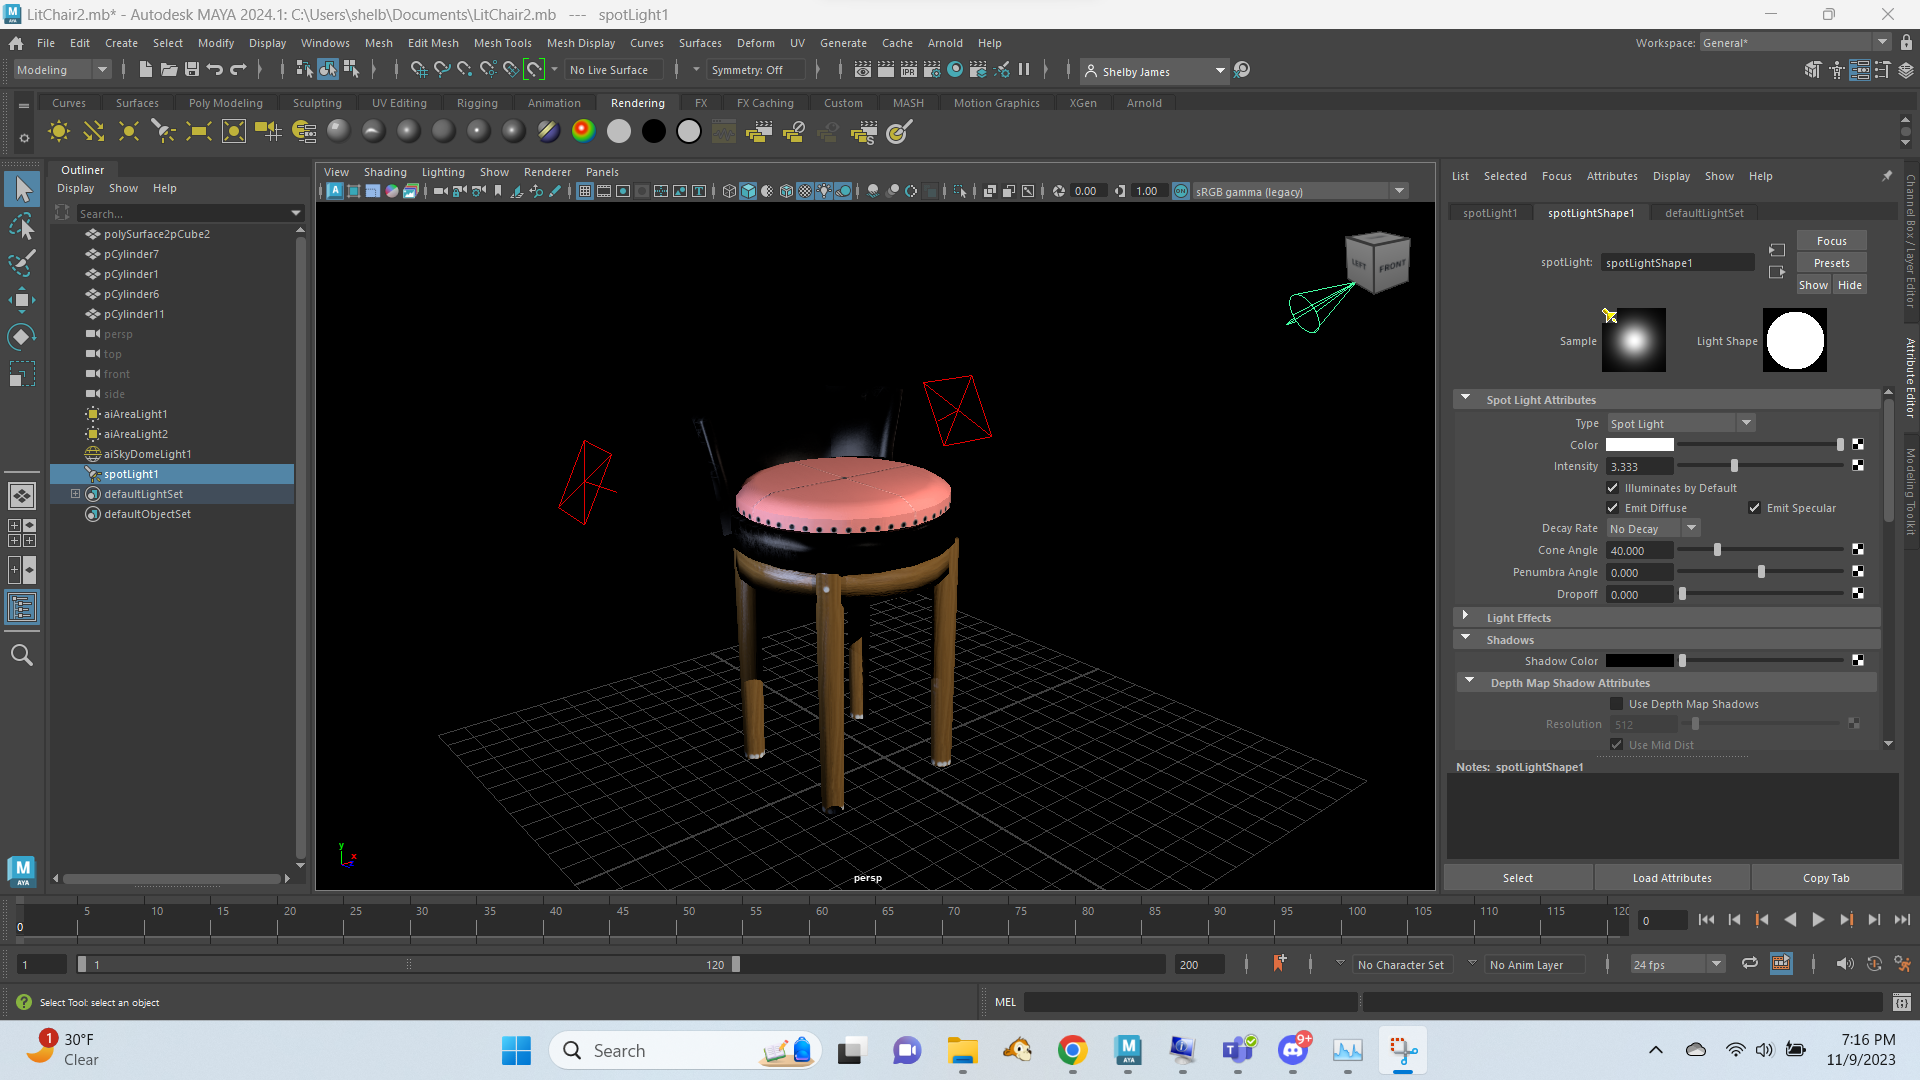 LitChair2.mb* - Autodesk MAYA 2024.1: C:\Users\shelb\Documents\LitChair2.mb --- spotLight1
File Edit Create Select Modify Display Windows Mesh Edit Mesh Mesh Tools Mesh Display Curves Surfaces Deform UV Generate Cache Arnold Help
Workspace: General*
Modeling No Live Surface Symmetry: Off IPR Shelby James
Curves Surfaces Poly Modeling Sculpting UV Editing Rigging Animation Rendering FX FX Caching Custom MASH Motion Graphics XGen Arnold
Outliner
Display Show Help
Search...
polySurface2pCube2
pCylinder7
pCylinder1
pCylinder6
pCylinder11
persp
top
front
side
aiAreaLight1
aiAreaLight2
aiSkyDomeLight1
spotLight1
defaultLightSet
defaultObjectSet
View Shading Lighting Show Renderer Panels
0.00 1.00 ON sRGB gamma (legacy)
LEFT FRONT
y
x
persp
List Selected Focus Attributes Display Show Help
spotLight1 spotLightShape1 defaultLightSet
spotLight: spotLightShape1
Focus
Presets
Show Hide
Sample Light Shape
Spot Light Attributes
Type Spot Light
Color
Intensity 3.333
Illuminates by Default
Emit Diffuse Emit Specular
Decay Rate No Decay
Cone Angle 40.000
Penumbra Angle 0.000
Dropoff 0.000
Light Effects
Shadows
Shadow Color
Depth Map Shadow Attributes
Use Depth Map Shadows
Resolution 512
Use Mid Dist
Notes: spotLightShape1
Select Load Attributes Copy Tab
Channel Box / Layer Editor
Attribute Editor
Modeling Toolkit
M
AYA
5 10 15 20 25 30 35 40 45 50 55 60 65 70 75 80 85 90 95 100 105 110 115 120
0
0
1 1 120 200 No Character Set No Anim Layer 24 fps
Select Tool: select an object
MEL
1 30°F
Clear
Search
9+
7:16 PM
11/9/2023